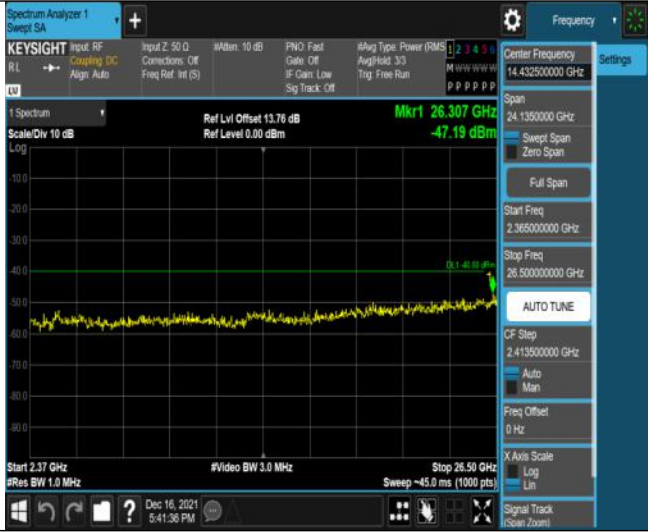 Spectrum Analyzer 1
Swept SA
+
Frequency
KEYSIGHT
RL
LV
Input: RF
Coupling: DC
Align: Auto
Input Z: 50 Ω
Corrections: Off
Freq Ref: Int (S)
#Atten: 10 dB
PNO: Fast
Gate: Off
IF Gain: Low
Sig Track: Off
#Avg Type: Power (RMS
Avg|Hold: 3/3
Trig: Free Run
1 2 3 4 5 6
M W W W W W
P P P P P P
Center Frequency
14.432500000 GHz
Settings
Span
24.1350000 GHz
Swept Span
Zero Span
Full Span
Start Freq
2.365000000 GHz
Stop Freq
26.500000000 GHz
AUTO TUNE
CF Step
2.413500000 GHz
Auto
Man
Freq Offset
0 Hz
X Axis Scale
Log
Lin
Signal Track
(Span Zoom)
1 Spectrum
Scale/Div 10 dB
Log
Ref Lvl Offset 13.76 dB
Ref Level 0.00 dBm
Mkr1 26.307 GHz
-47.19 dBm
-10.0
-20.0
-30.0
-40.0
-50.0
-60.0
-70.0
-80.0
-90.0
DL1 -40.00 dBm
Start 2.37 GHz
#Res BW 1.0 MHz
#Video BW 3.0 MHz
Stop 26.50 GHz
Sweep ~45.0 ms (1000 pts)
?
Dec 16, 2021
5:41:36 PM